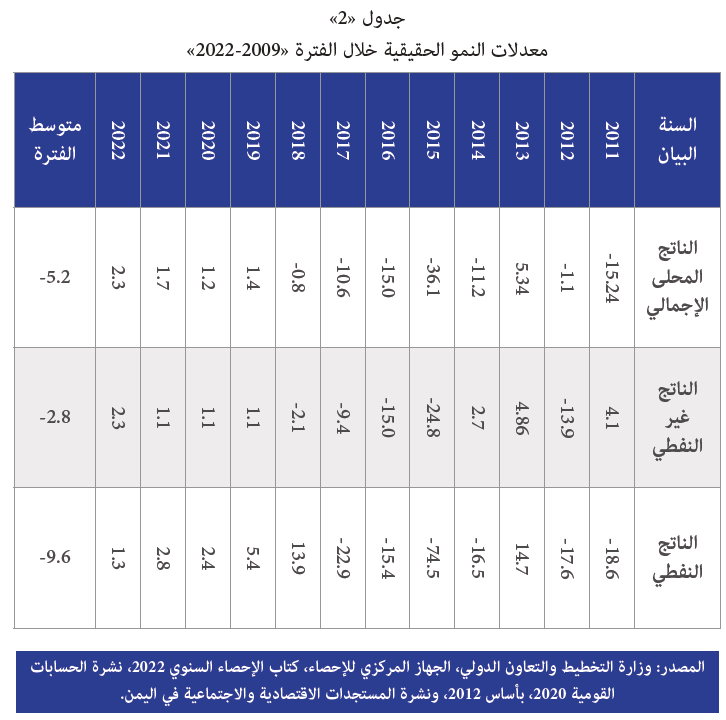 جدول «2»
معدلات النمو الحقيقية خلال الفترة «2009-2022»
السنة البيان 2011 2012 2013 2014 2015 2016 2017 2018 2019 2020 2021 2022 متوسط الفترة
الناتج المحلى الإجمالي -15.24 -1.1 5.34 -11.2 -36.1 -15.0 -10.6 -0.8 1.4 1.2 1.7 2.3 -5.2
الناتج غير النفطي 4.1 -13.9 4.86 2.7 -24.8 -15.0 -9.4 -2.1 1.1 1.1 1.1 2.3 -2.8
الناتج النفطي -18.6 -17.6 14.7 -16.5 -74.5 -15.4 -22.9 13.9 5.4 2.4 2.8 1.3 -9.6
المصدر: وزارة التخطيط والتعاون الدولي، الجهاز المركزي للإحصاء، كتاب الإحصاء السنوي 2022، نشرة الحسابات
القومية 2020، بأساس 2012، ونشرة المستجدات الاقتصادية والاجتماعية في اليمن.